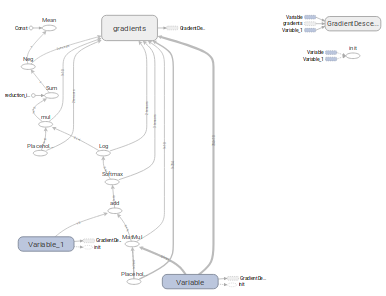 Mean
Const
gradients
GradientDe...
Neg
Sum
reduction_i...
mul
Placehol...
Log
Softmax
add
Variable_1
GradientDe...
init
MatMul
Placehol...
Variable
GradientDe...
init
Variable
gradients
Variable_1
GradientDesce...
Variable
Variable_1
init